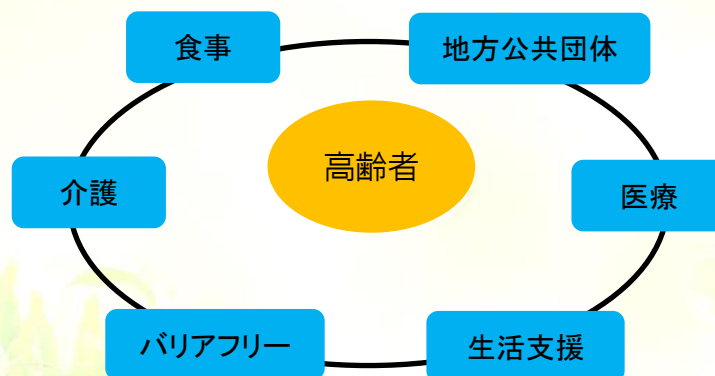 食事
地方公共団体
高齢者
介護
医療
バリアフリー
生活支援